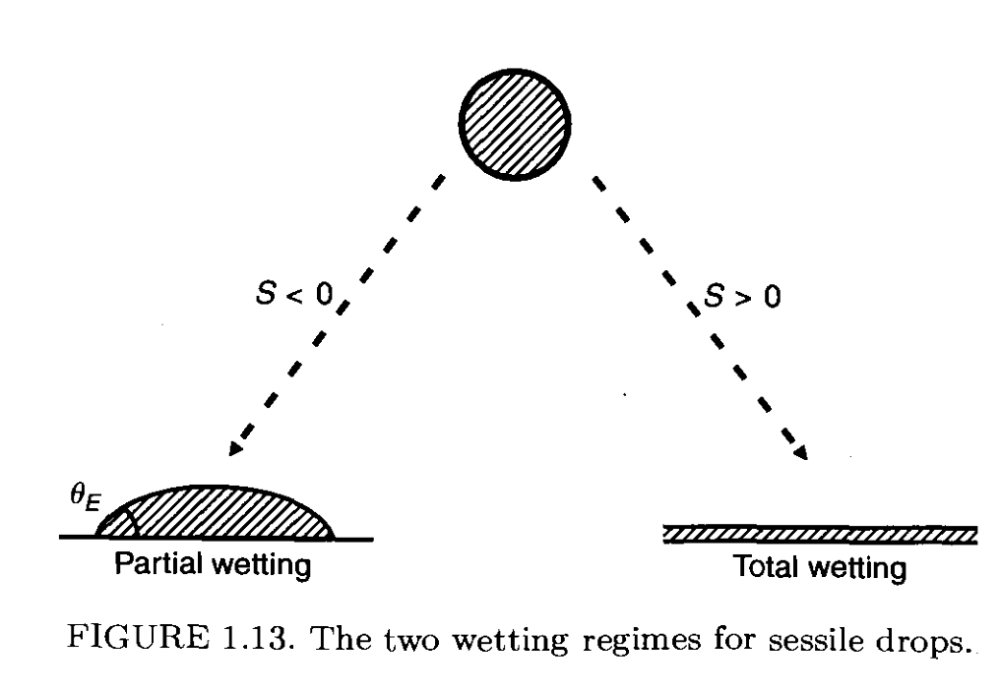 S < 0
S > 0
θE
Partial wetting
Total wetting
FIGURE 1.13. The two wetting regimes for sessile drops.